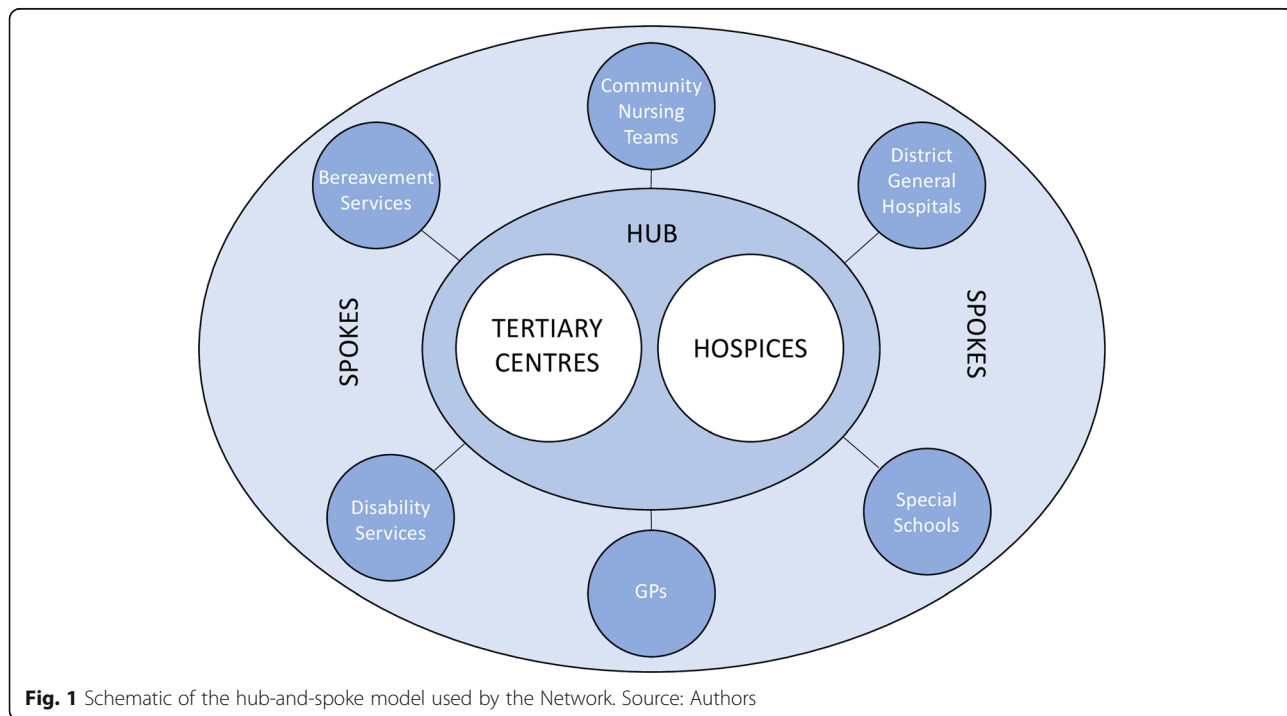 Community
Nursing
Teams
Bereavement
Services
District
General
Hospitals
HUB
SPOKES
TERTIARY
CENTRES
HOSPICES
SPOKES
Disability
Services
Special
Schools
GPs
Fig. 1 Schematic of the hub-and-spoke model used by the Network. Source: Authors